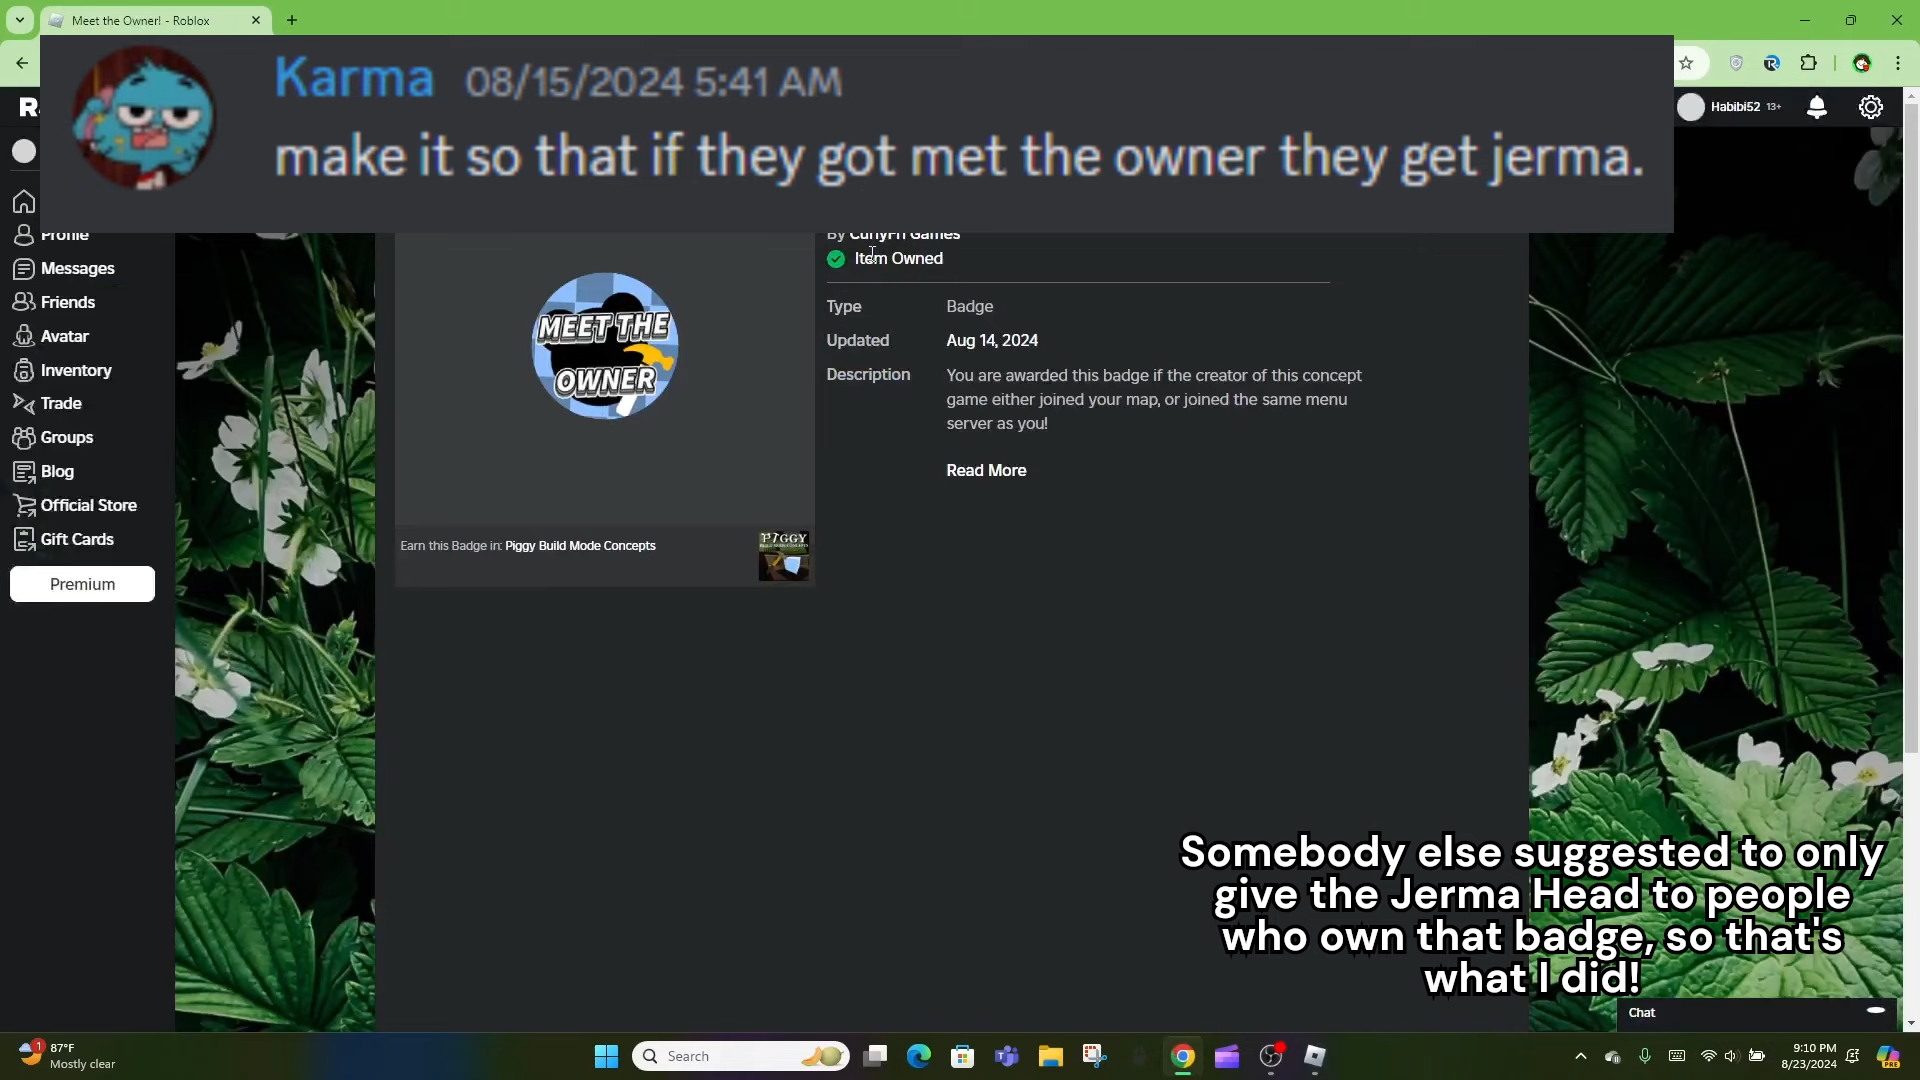 Meet the Owner! - Roblox
Karma 08/15/2024 5:41 AM
make it so that if they got met the owner they get jerma.
Habibi52 13+
By CurlyFri Games
Item Owned
Profile
Messages
Friends
Avatar
Inventory
Trade
Groups
Blog
Official Store
Gift Cards
Premium
MEET THE
OWNER
Type Badge
Updated Aug 14, 2024
Description You are awarded this badge if the creator of this concept
game either joined your map, or joined the same menu
server as you!
Read More
Earn this Badge in: Piggy Build Mode Concepts
PIGGY
Somebody else suggested to only
give the Jerma Head to people
who own that badge, so that's
what I did!
Chat
1
87°F
Mostly clear
Search
9:10 PM
8/23/2024
PRE